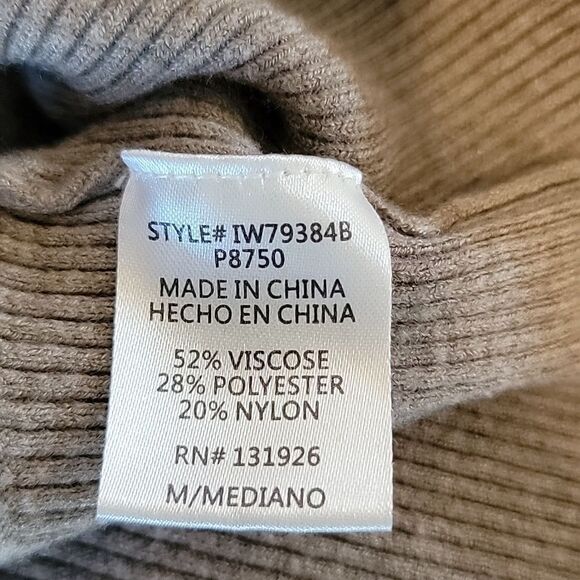 STYLE# IW79384B
P8750
MADE IN CHINA
HECHO EN CHINA
52% VISCOSE
28% POLYESTER
20% NYLON
RN# 131926
M/MEDIANO